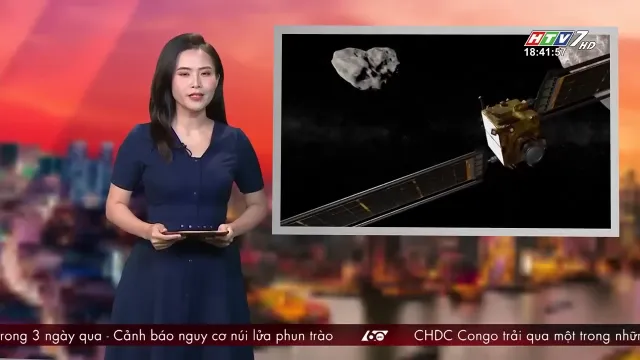 HTV7 HD
18:41:57
rong 3 ngày qua - Cảnh báo nguy cơ núi lửa phun trào 60 CHDC Congo trải qua một trong nhữ